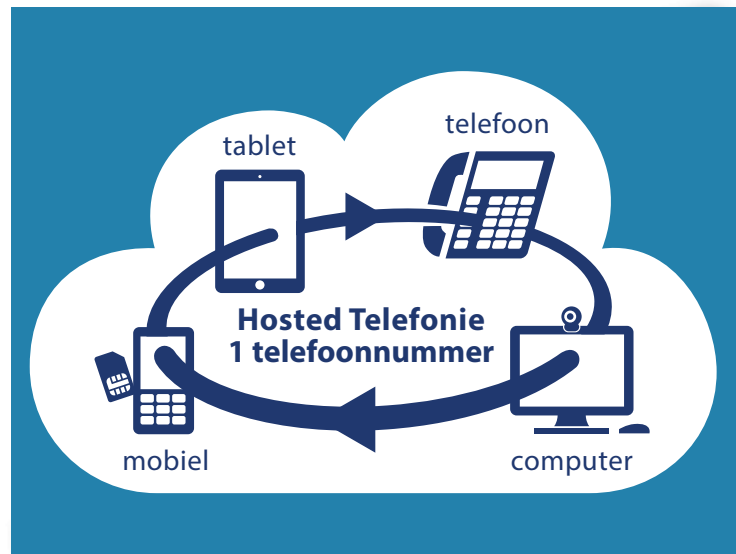 telefoon
tablet
Hosted Telefonie
1 telefoonnummer
mobiel
computer